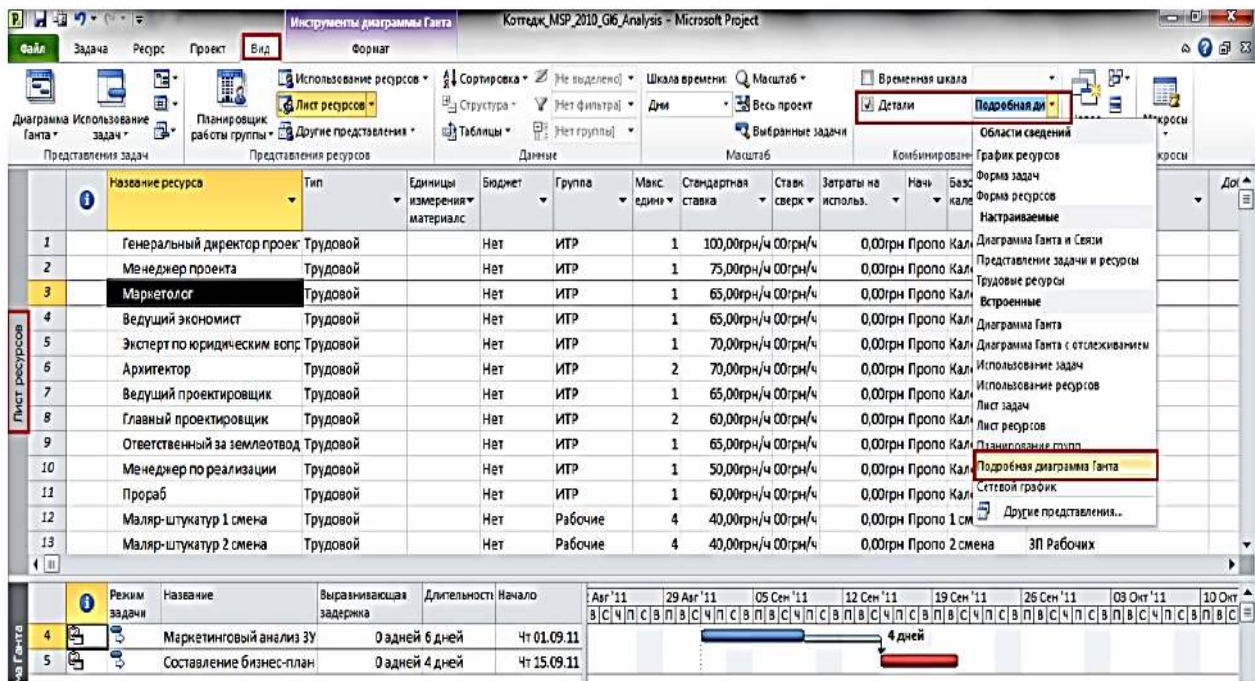 Инструменты диаграммы Ганта
Коттедж_MSP_2010_Gl6_Analysis - Microsoft Project
Файл Задача Ресурс Проект Вид Формат
Диаграмма Ганта
Использование задач
Представления задач
Планировщик работы группы
Использование ресурсов
Лист ресурсов
Другие представления
Представления ресурсов
Сортировка
Структура
Таблицы
[Не выделено]
[Нет фильтра]
[Нет группы]
Данные
Шкала времени:
Дни
Масштаб
Весь проект
Выбранные задачи
Масштаб
Временная шкала
Детали Подробная ди
Области сведений
График ресурсов
Форма задач
Форма ресурсов
Настраиваемые
Диаграмма Ганта и Связи
Представление задачи и ресурсы
Трудовые ресурсы
Встроенные
Диаграмма Ганта
Диаграмма Ганта с отслеживанием
Использование задач
Использование ресурсов
Лист задач
Лист ресурсов
Планирование групп
Подробная диаграмма Ганта
Сетевой график
Другие представления...
Лист ресурсов
Название ресурса Тип Единицы измерения материалс Бюджет Группа Макс. едини Стандартная ставка Ставк сверх Затраты на использ. Начи
1 Генеральный директор проек Трудовой Нет ИТР 1 100,00грн/ч 00грн/ч 0,00грн Пропо Кал
2 Менеджер проекта Трудовой Нет ИТР 1 75,00грн/ч 00грн/ч 0,00грн Пропо Кал
3 Маркетолог Трудовой Нет ИТР 1 65,00грн/ч 00грн/ч 0,00грн Пропо Кал
4 Ведущий экономист Трудовой Нет ИТР 1 65,00грн/ч 00грн/ч 0,00грн Пропо Кал
5 Эксперт по юридическим вопр Трудовой Нет ИТР 1 70,00грн/ч 00грн/ч 0,00грн Пропо Кал
6 Архитектор Трудовой Нет ИТР 2 70,00грн/ч 00грн/ч 0,00грн Пропо Кал
7 Ведущий проектировщик Трудовой Нет ИТР 1 65,00грн/ч 00грн/ч 0,00грн Пропо Кал
8 Главный проектировщик Трудовой Нет ИТР 2 60,00грн/ч 00грн/ч 0,00грн Пропо Кал
9 Ответственный за землеотвод Трудовой Нет ИТР 1 65,00грн/ч 00грн/ч 0,00грн Пропо Кал
10 Менеджер по реализации Трудовой Нет ИТР 1 50,00грн/ч 00грн/ч 0,00грн Пропо Кал
11 Прораб Трудовой Нет ИТР 1 60,00грн/ч 00грн/ч 0,00грн Пропо Кал
12 Маляр-штукатур 1 смена Трудовой Нет Рабочие 4 40,00грн/ч 00грн/ч 0,00грн Пропо 1 см
13 Маляр-штукатур 2 смена Трудовой Нет Рабочие 4 40,00грн/ч 00грн/ч 0,00грн Пропо 2 смена ЗП Рабочих
Режим задачи Название Выравнивающая задержка Длительность Начало
Авг '11 29 Авг '11 05 Сен '11 12 Сен '11 19 Сен '11 26 Сен '11 03 Окт '11 10 Окт
В С Ч П С В П В С Ч П С В П В С Ч П С В П В С Ч П С В П В С Ч П С В П В С
4 Маркетинговый анализ ЗУ 0 адней 6 дней Чт 01.09.11 4 дней
5 Составление бизнес-план 0 адней 4 дней Чт 15.09.11
ма Ганта